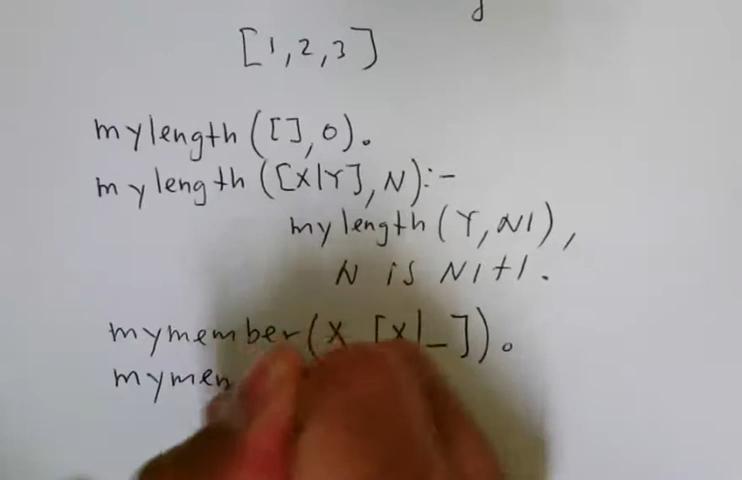 [1,2,3]
mylength([],0).
mylength([X|Y],N):-
mylength(Y,N1),
N is N1+1.
mymember(X [X|_]).
mymem